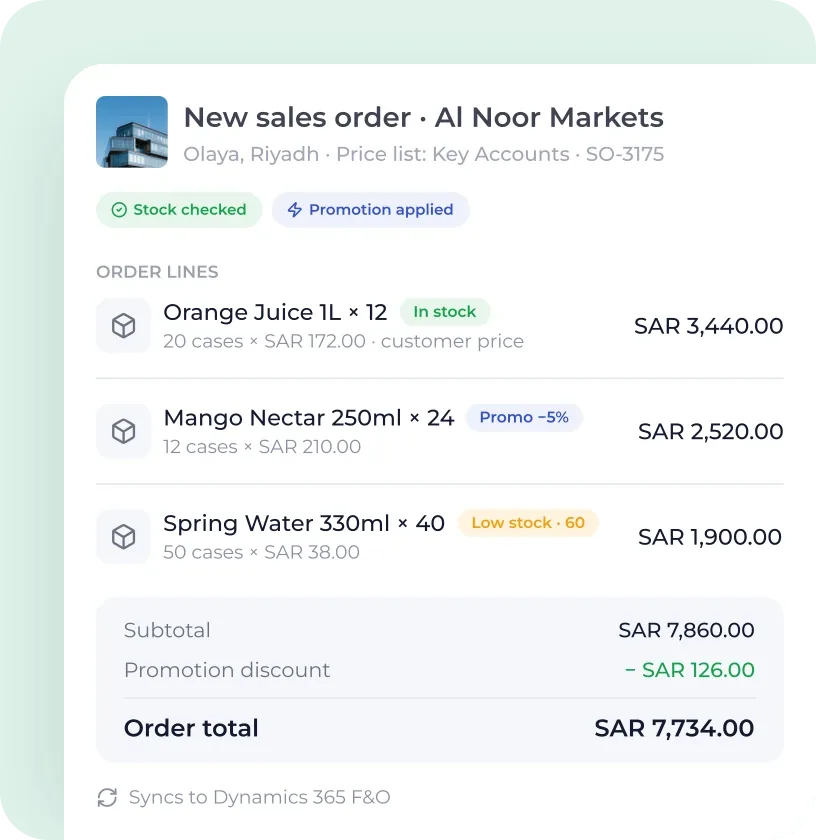 New sales order · Al Noor Markets
Olaya, Riyadh · Price list: Key Accounts · SO-3175
Stock checked
Promotion applied
ORDER LINES
Orange Juice 1L × 12
In stock
20 cases × SAR 172.00 · customer price
SAR 3,440.00
Mango Nectar 250ml × 24
Promo −5%
12 cases × SAR 210.00
SAR 2,520.00
Spring Water 330ml × 40
Low stock · 60
50 cases × SAR 38.00
SAR 1,900.00
Subtotal
SAR 7,860.00
Promotion discount
− SAR 126.00
Order total
SAR 7,734.00
Syncs to Dynamics 365 F&O